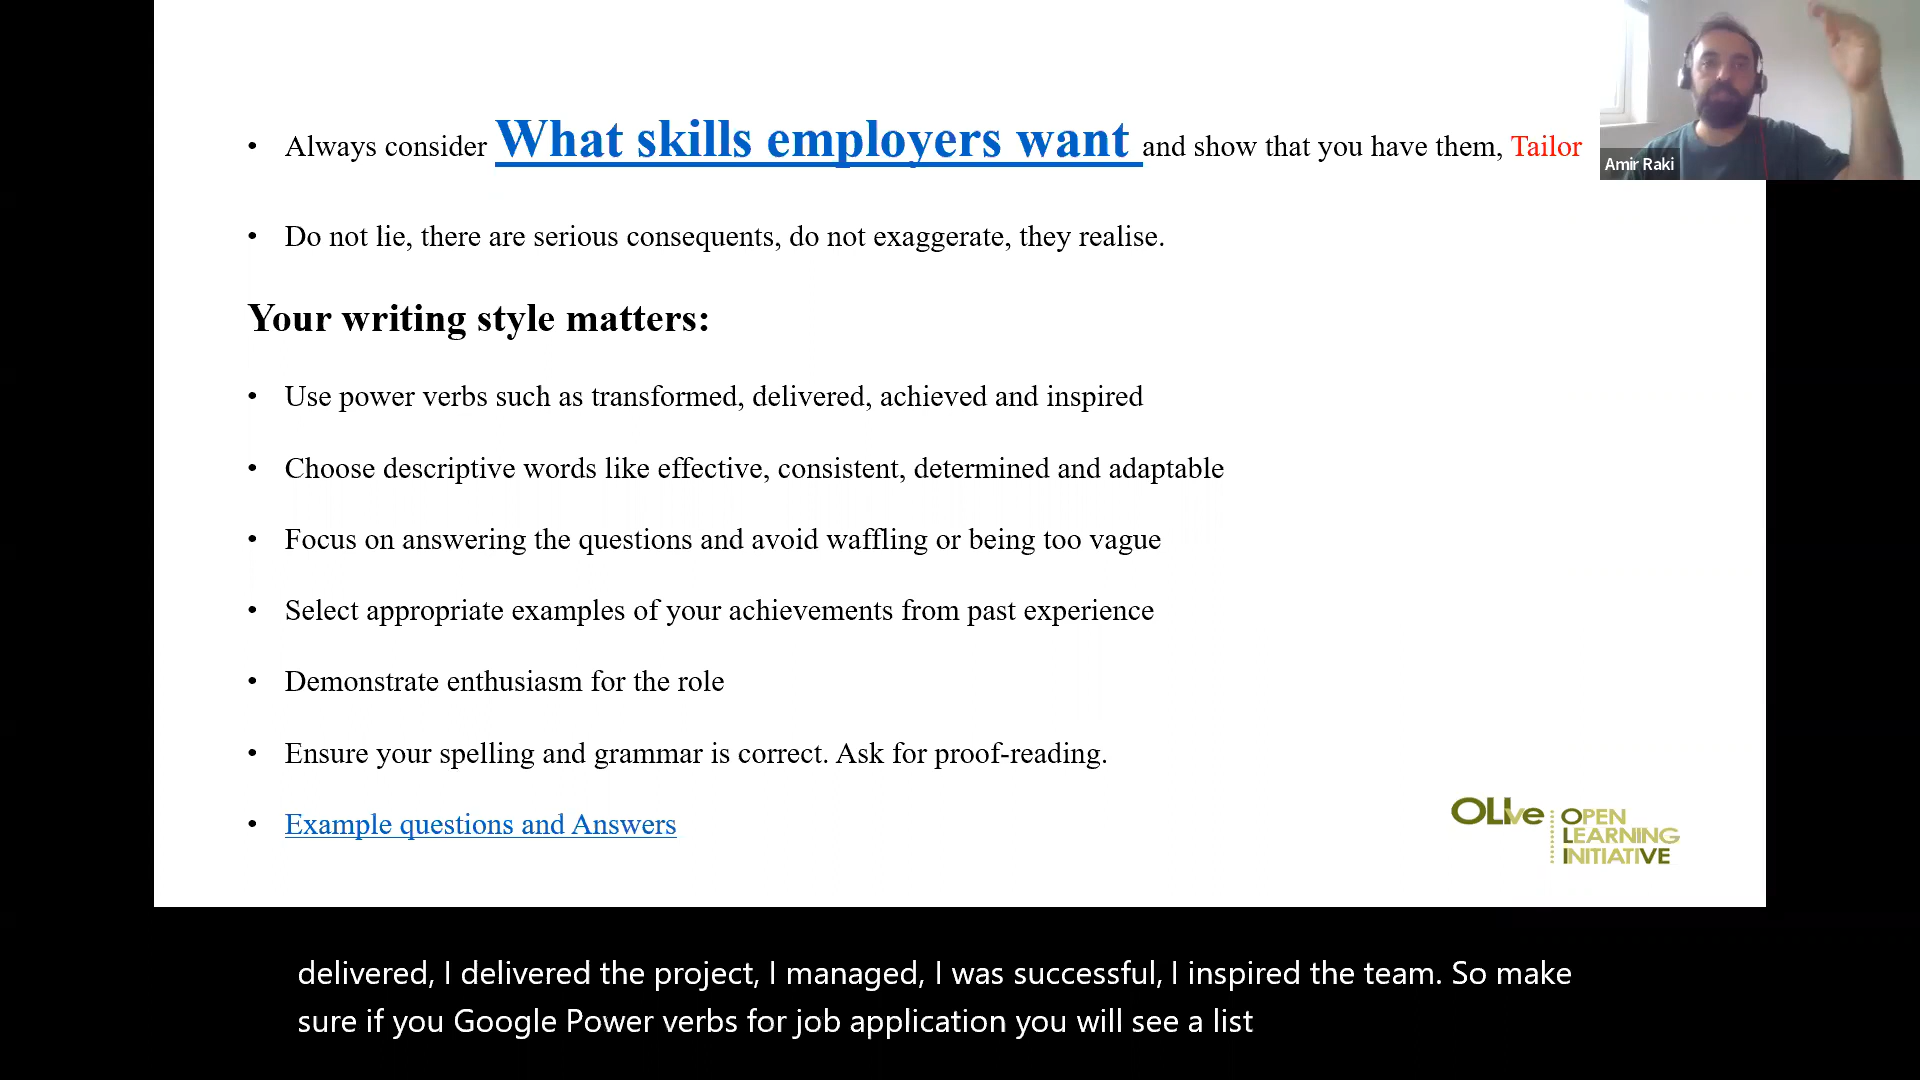 • Always consider What skills employers want and show that you have them, Tailor
Amir Raki
• Do not lie, there are serious consequents, do not exaggerate, they realise.
Your writing style matters:
• Use power verbs such as transformed, delivered, achieved and inspired
• Choose descriptive words like effective, consistent, determined and adaptable
• Focus on answering the questions and avoid waffling or being too vague
• Select appropriate examples of your achievements from past experience
• Demonstrate enthusiasm for the role
• Ensure your spelling and grammar is correct. Ask for proof-reading.
• Example questions and Answers
OLIve
OPEN
LEARNING
INITIATIVE
delivered, I delivered the project, I managed, I was successful, I inspired the team. So make
sure if you Google Power verbs for job application you will see a list